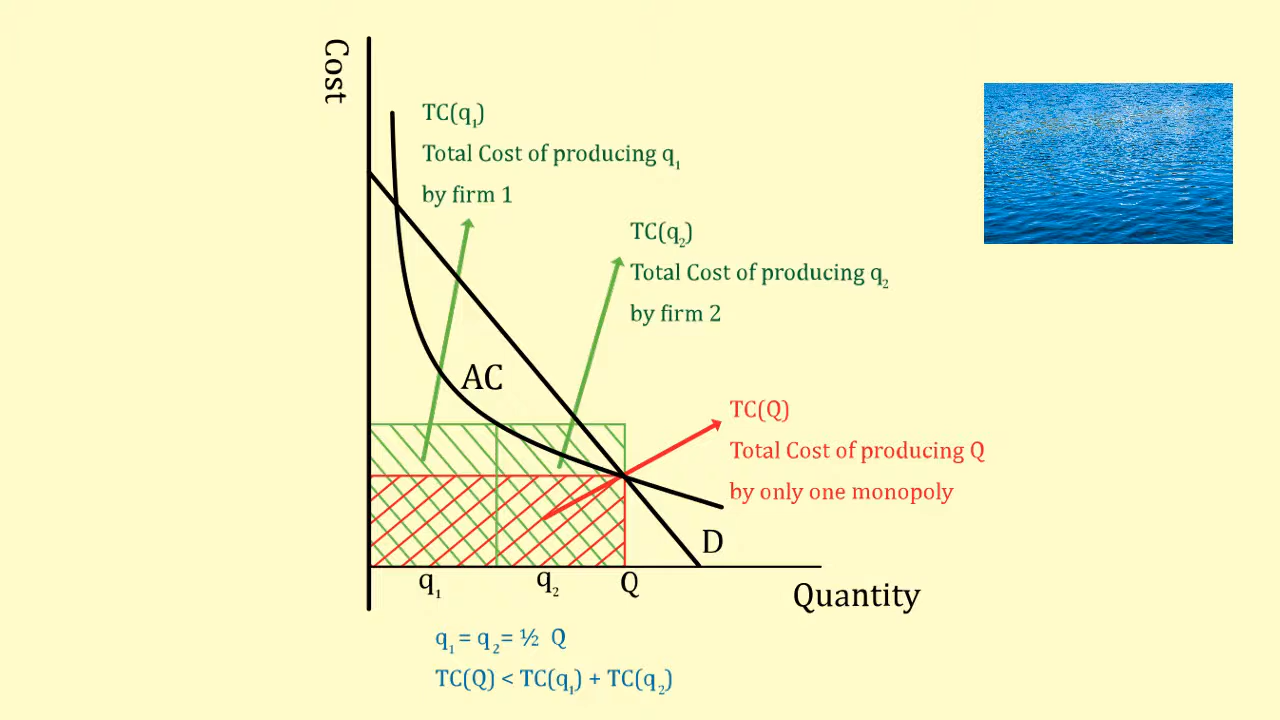 Cost
TC(q₁)
Total Cost of producing q₁
by firm 1
TC(q₂)
Total Cost of producing q₂
by firm 2
AC
TC(Q)
Total Cost of producing Q
by only one monopoly
D
q₁ q₂ Q
Quantity
q₁ = q₂ = ½ Q
TC(Q) < TC(q₁) + TC(q₂)